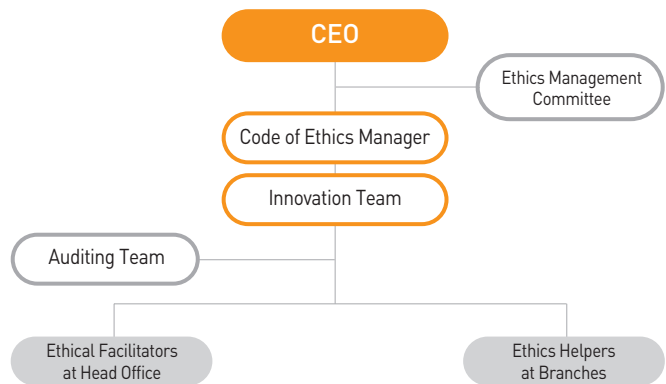 CEO
Ethics Management
Committee
Code of Ethics Manager
Innovation Team
Auditing Team
Ethical Facilitators
at Head Office
Ethics Helpers
at Branches